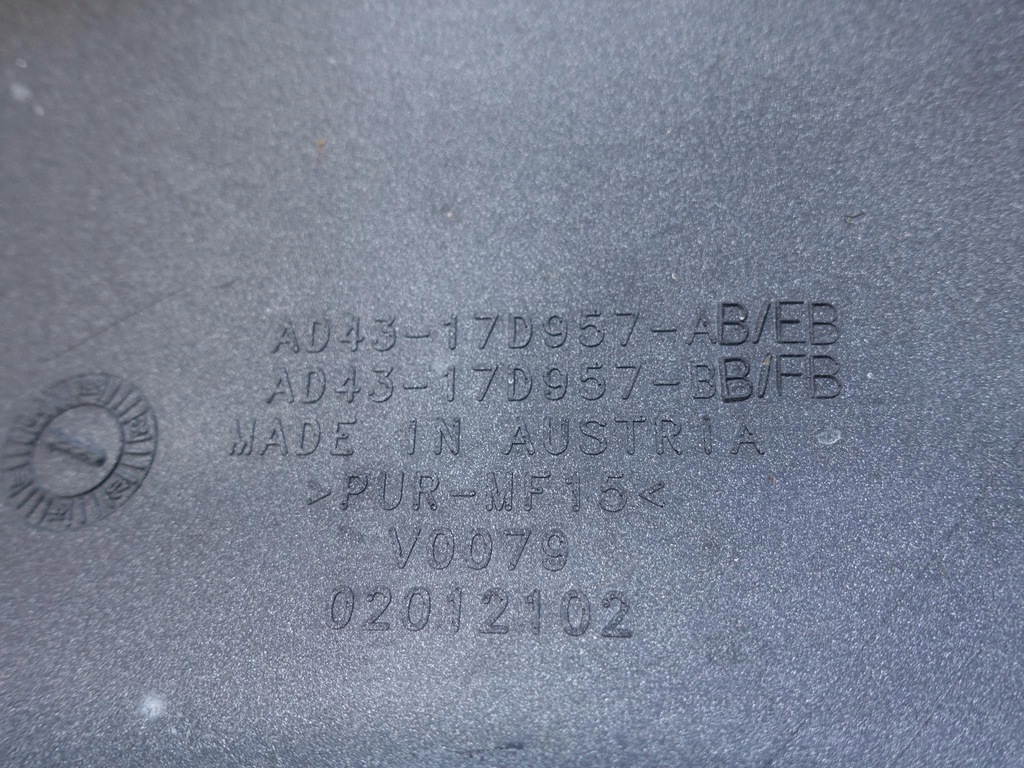 AD43-17D957-AB/EB
AD43-17D957-BB/FB
MADE IN AUSTRIA
>PUR-MF15<
V0079
02012102